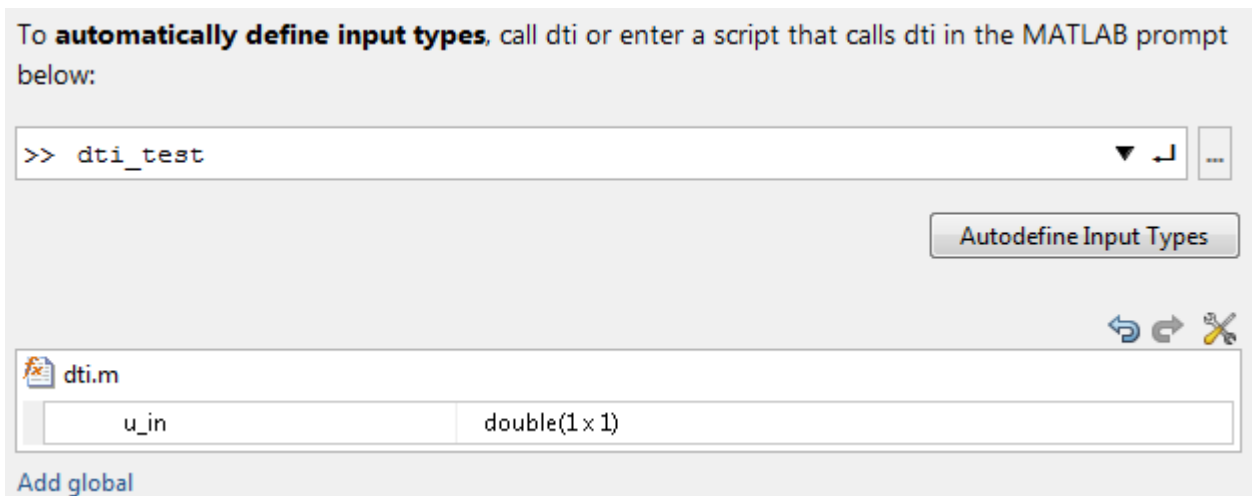 To automatically define input types, call dti or enter a script that calls dti in the MATLAB prompt
below:
>> dti_test
...
Autodefine Input Types
fx dti.m
u_in double(1 x 1)
Add global